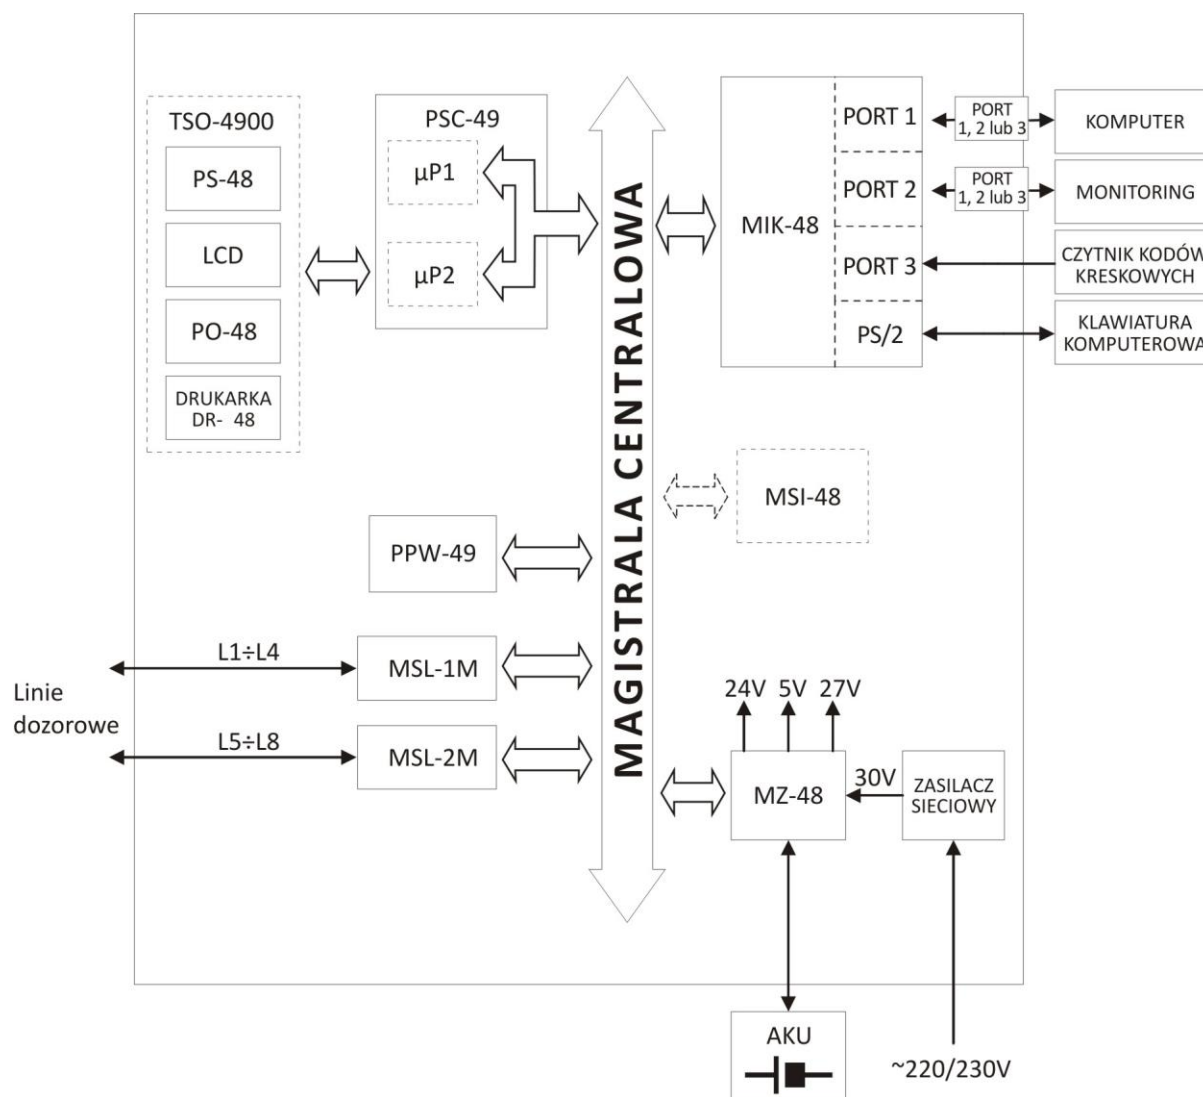 TSO-4900
PS-48
LCD
PO-48
DRUKARKA
DR- 48
PSC-49
µP1
µP2
MAGISTRALA CENTRALOWA
MIK-48
PORT 1
PORT 2
PORT 3
PS/2
PORT
1, 2 lub 3
KOMPUTER
PORT
1, 2 lub 3
MONITORING
CZYTNIK KODÓW
KRESKOWYCH
KLAWIATURA
KOMPUTEROWA
MSI-48
PPW-49
L1÷L4
MSL-1M
Linie
dozorowe
L5÷L8
MSL-2M
24V
5V
27V
MZ-48
30V
ZASILACZ
SIECIOWY
AKU
~220/230V